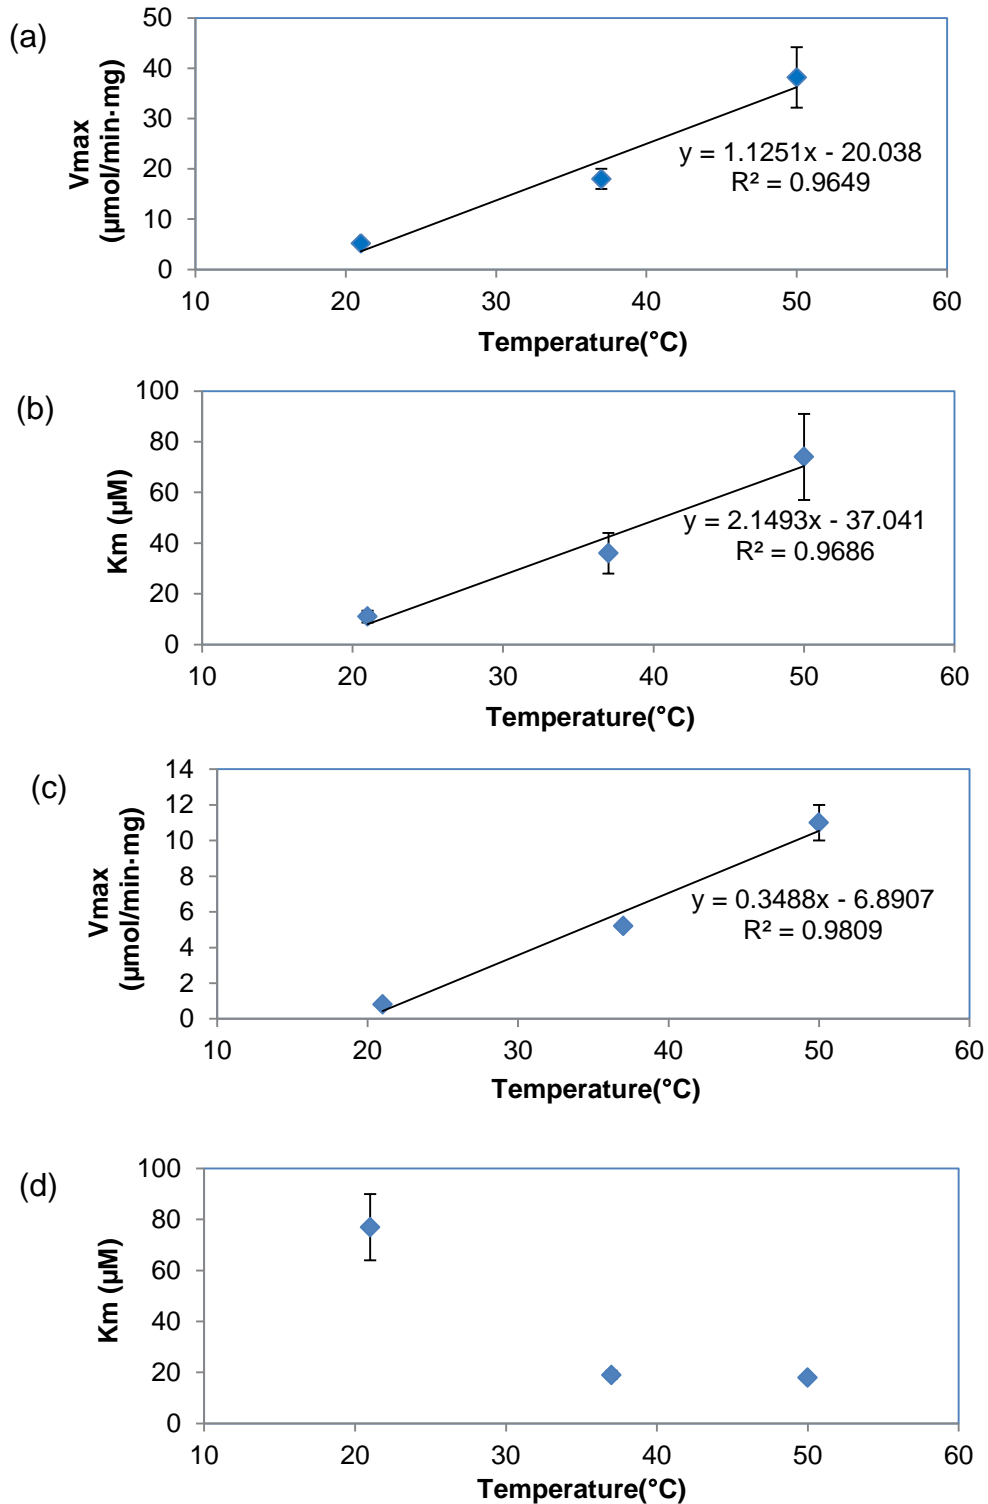 (a)
50
40
30
20
10
0
Vmax
(µmol/min·mg)
y = 1.1251x - 20.038
R² = 0.9649
10 20 30 40 50 60
Temperature(°C)
(b)
100
80
60
40
20
0
Km (µM)
y = 2.1493x - 37.041
R² = 0.9686
10 20 30 40 50 60
Temperature(°C)
(c)
14
12
10
8
6
4
2
0
Vmax
(µmol/min·mg)
y = 0.3488x - 6.8907
R² = 0.9809
10 20 30 40 50 60
Temperature(°C)
(d)
100
80
60
40
20
0
Km (µM)
10 20 30 40 50 60
Temperature(°C)